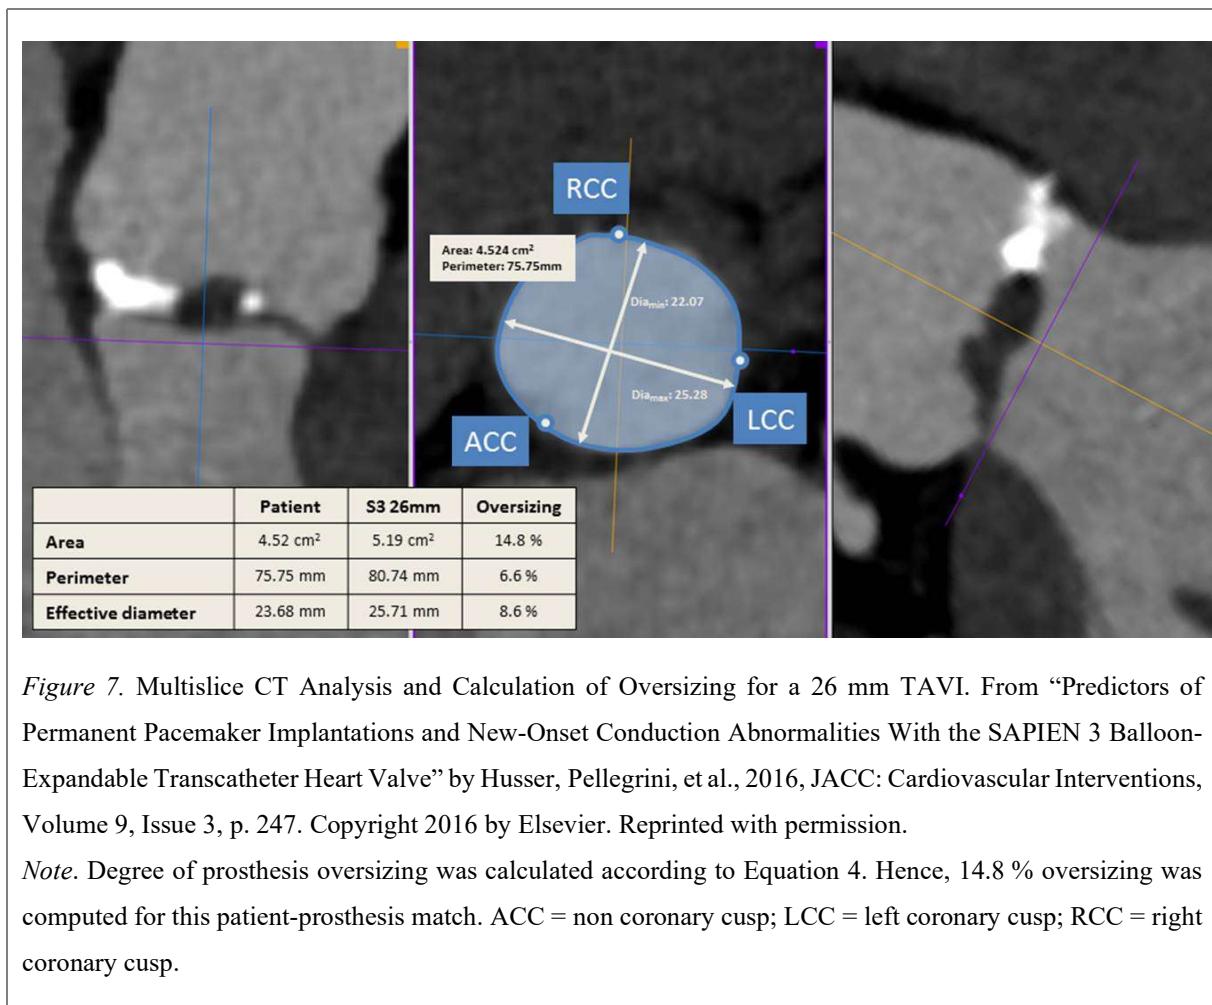 RCC
Area: 4.524 cm²
Perimeter: 75.75mm
Diamin: 22.07
Diamax: 25.28
ACC
LCC
Patient S3 26mm Oversizing
Area 4.52 cm² 5.19 cm² 14.8 %
Perimeter 75.75 mm 80.74 mm 6.6 %
Effective diameter 23.68 mm 25.71 mm 8.6 %
Figure 7. Multislice CT Analysis and Calculation of Oversizing for a 26 mm TAVI. From “Predictors of
Permanent Pacemaker Implantations and New-Onset Conduction Abnormalities With the SAPIEN 3 Balloon-
Expandable Transcatheter Heart Valve” by Husser, Pellegrini, et al., 2016, JACC: Cardiovascular Interventions,
Volume 9, Issue 3, p. 247. Copyright 2016 by Elsevier. Reprinted with permission.
Note. Degree of prosthesis oversizing was calculated according to Equation 4. Hence, 14.8 % oversizing was
computed for this patient-prosthesis match. ACC = non coronary cusp; LCC = left coronary cusp; RCC = right
coronary cusp.